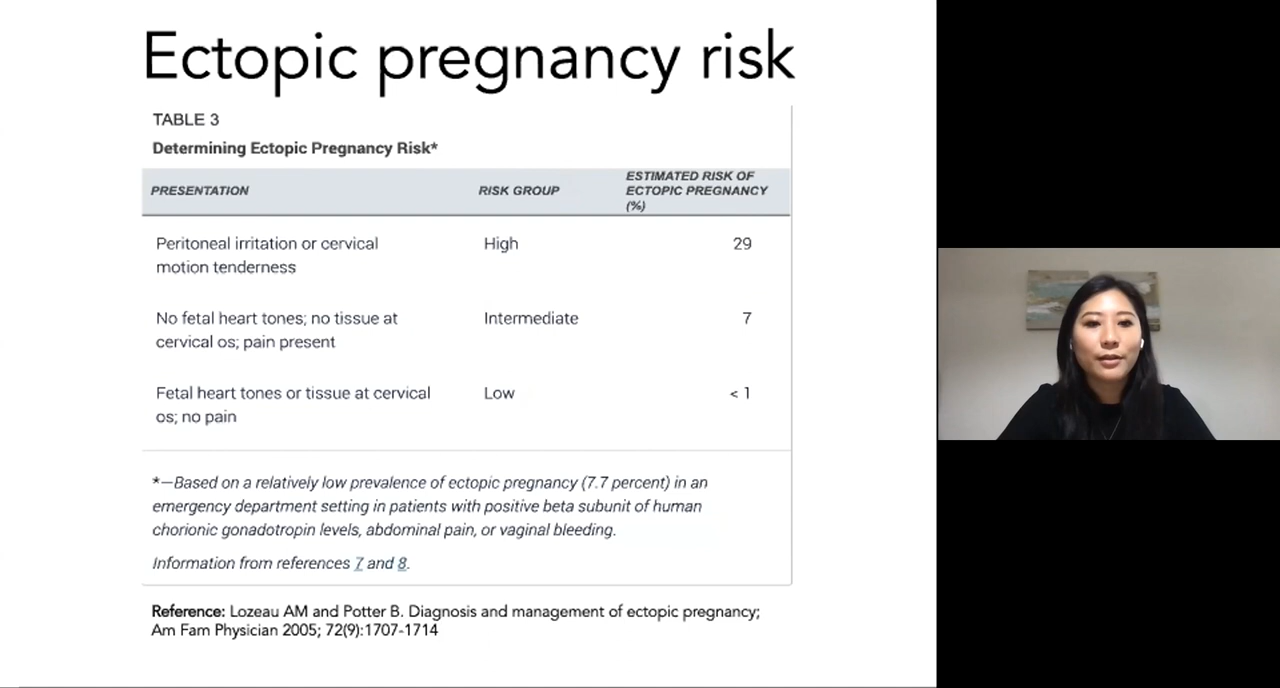 Ectopic pregnancy risk
TABLE 3
Determining Ectopic Pregnancy Risk*
PRESENTATION
RISK GROUP
ESTIMATED RISK OF
ECTOPIC PREGNANCY
(%)
Peritoneal irritation or cervical
motion tenderness
High
29
No fetal heart tones; no tissue at
cervical os; pain present
Intermediate
7
Fetal heart tones or tissue at cervical
os; no pain
Low
< 1
*—Based on a relatively low prevalence of ectopic pregnancy (7.7 percent) in an
emergency department setting in patients with positive beta subunit of human
chorionic gonadotropin levels, abdominal pain, or vaginal bleeding.
Information from references 7 and 8.
Reference: Lozeau AM and Potter B. Diagnosis and management of ectopic pregnancy;
Am Fam Physician 2005; 72(9):1707-1714